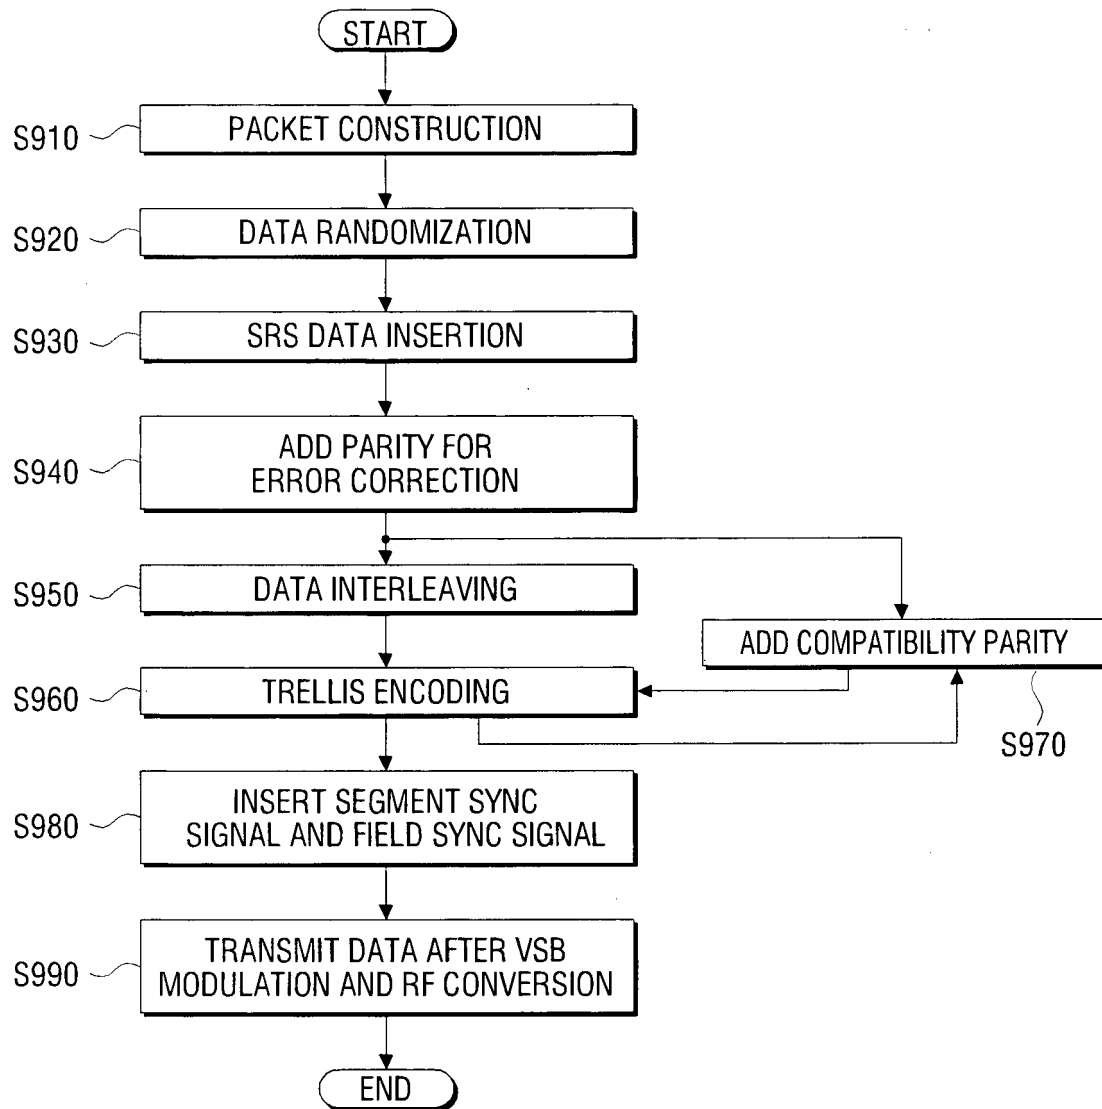 START
S910
PACKET CONSTRUCTION
S920
DATA RANDOMIZATION
S930
SRS DATA INSERTION
S940
ADD PARITY FOR
ERROR CORRECTION
S950
DATA INTERLEAVING
ADD COMPATIBILITY PARITY
S960
TRELLIS ENCODING
S970
S980
INSERT SEGMENT SYNC
SIGNAL AND FIELD SYNC SIGNAL
S990
TRANSMIT DATA AFTER VSB
MODULATION AND RF CONVERSION
END